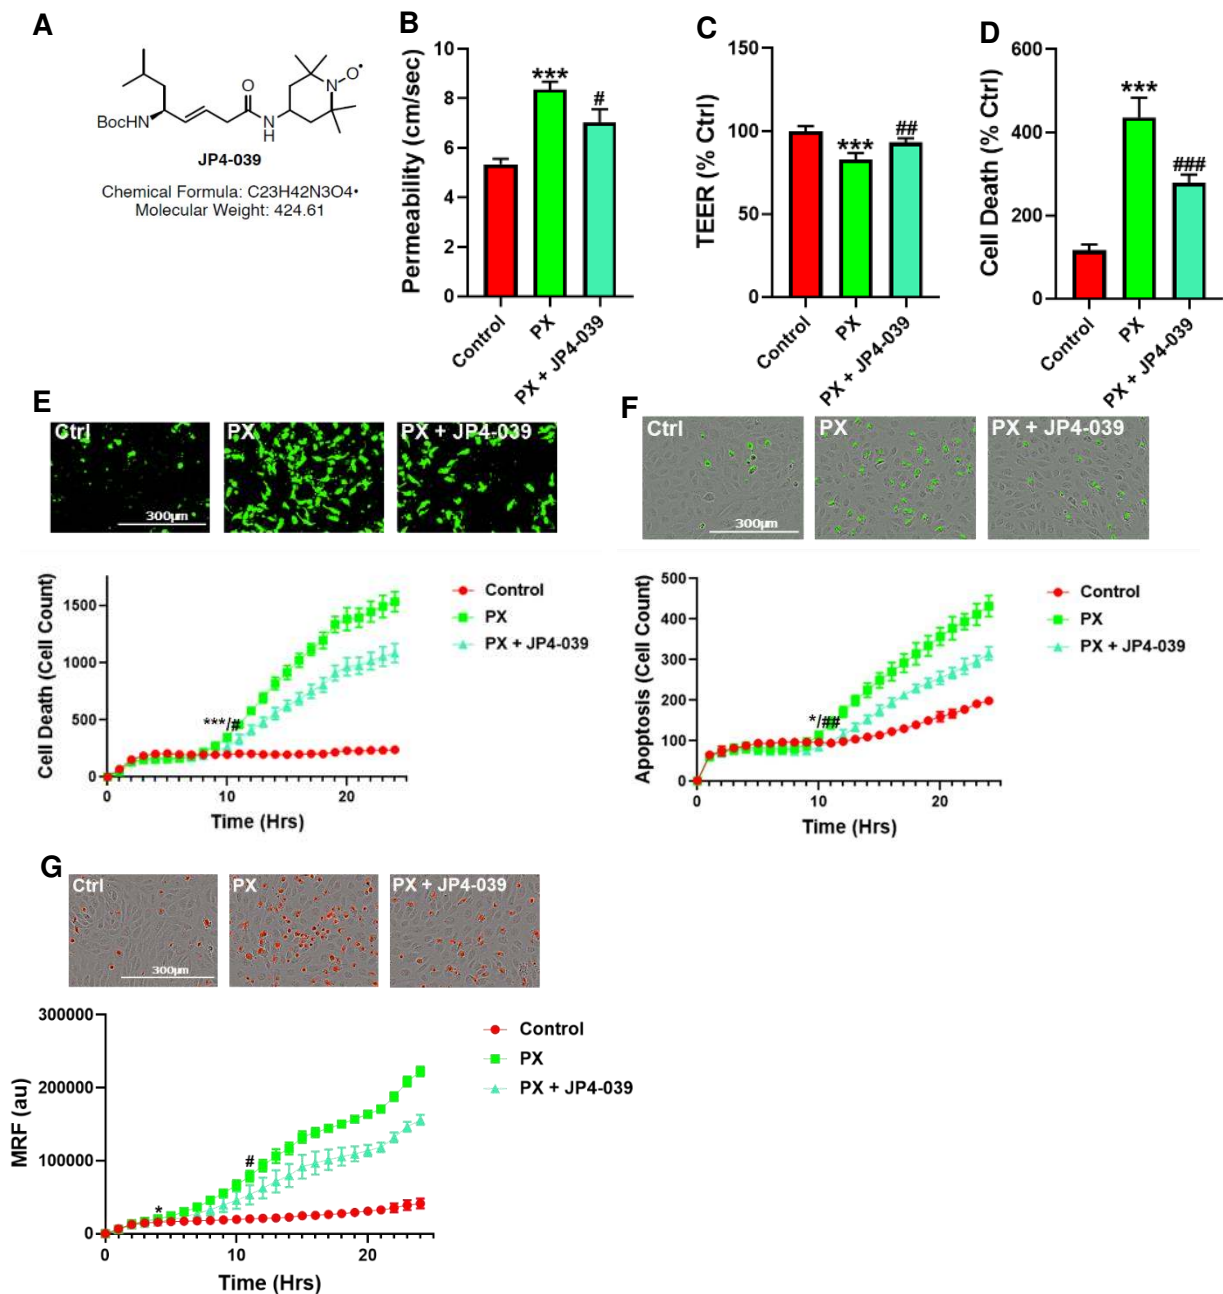 A
O
N
O•
BocHN
N
H
JP4-039
Chemical Formula: C23H42N3O4•
Molecular Weight: 424.61
B
Permeability (cm/sec)
10
8
6
4
2
0
***
#
Control
PX
PX + JP4-039
C
TEER (% Ctrl)
150
100
50
0
***
##
Control
PX
PX + JP4-039
D
Cell Death (% Ctrl)
600
400
200
0
***
###
Control
PX
PX + JP4-039
E
Ctrl
PX
PX + JP4-039
300µm
Cell Death (Cell Count)
1500
1000
500
0
***/#
0
10
20
Time (Hrs)
Control
PX
PX + JP4-039
F
Ctrl
PX
PX + JP4-039
300µm
Apoptosis (Cell Count)
500
400
300
200
100
0
*/##
0
10
20
Time (Hrs)
Control
PX
PX + JP4-039
G
Ctrl
PX
PX + JP4-039
300µm
MRF (au)
300000
200000
100000
0
*
#
0
10
20
Time (Hrs)
Control
PX
PX + JP4-039